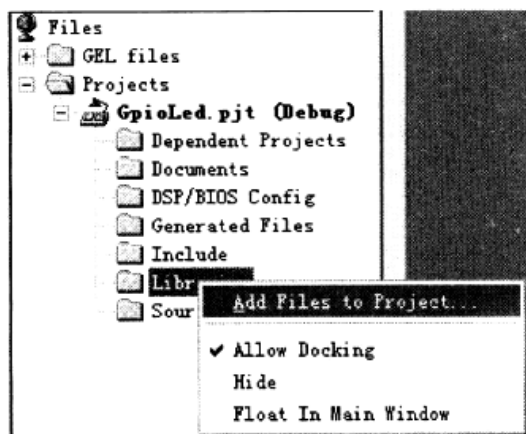 Files
GEL files
Projects
GpioLed.pjt (Debug)
Dependent Projects
Documents
DSP/BIOS Config
Generated Files
Include
Libr
Add Files to Project...
Sour
Allow Docking
Hide
Float In Main Window